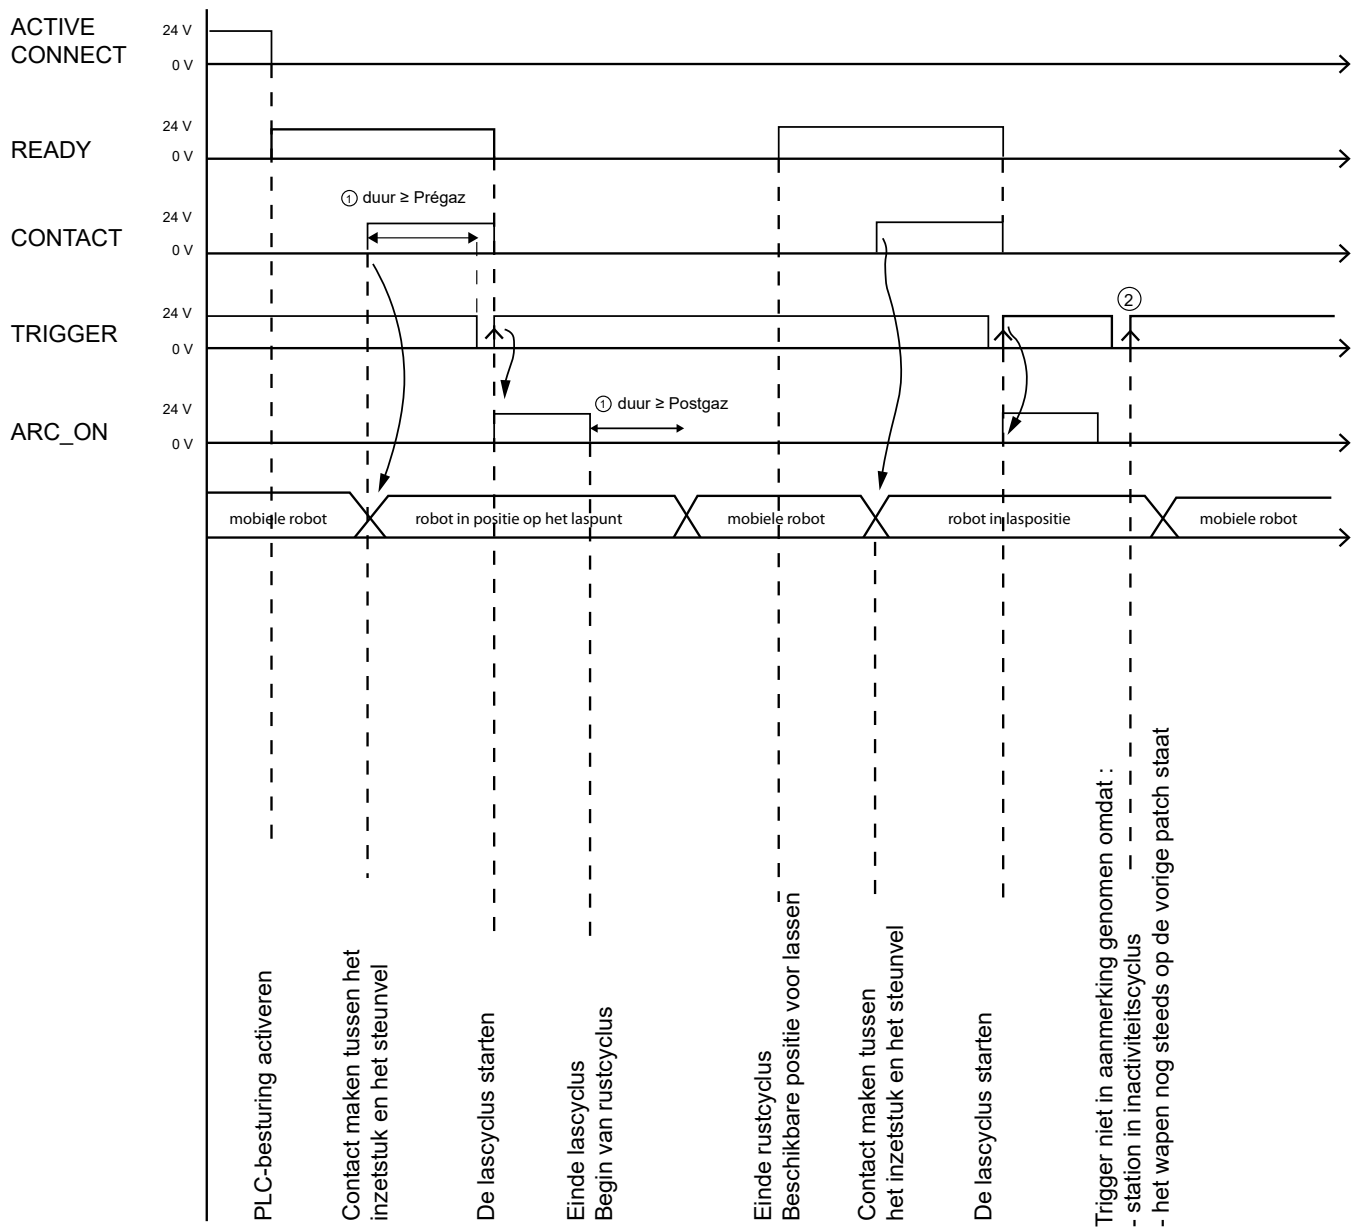 ACTIVE
CONNECT
24 V
0 V
READY
24 V
0 V
① duur ≥ Prégaz
CONTACT
24 V
0 V
②
TRIGGER
24 V
0 V
ARC_ON
24 V
0 V
① duur ≥ Postgaz
mobiele robot
robot in positie op het laspunt
mobiele robot
robot in laspositie
mobiele robot
PLC-besturing activeren
Contact maken tussen het
inzetstuk en het steunvel
De lascyclus starten
Einde lascyclus
Begin van rustcyclus
Einde rustcyclus
Beschikbare positie voor lassen
Contact maken tussen
het inzetstuk en het steunvel
De lascyclus starten
Trigger niet in aanmerking genomen omdat :
- station in inactiviteitscyclus
- het wapen nog steeds op de vorige patch staat